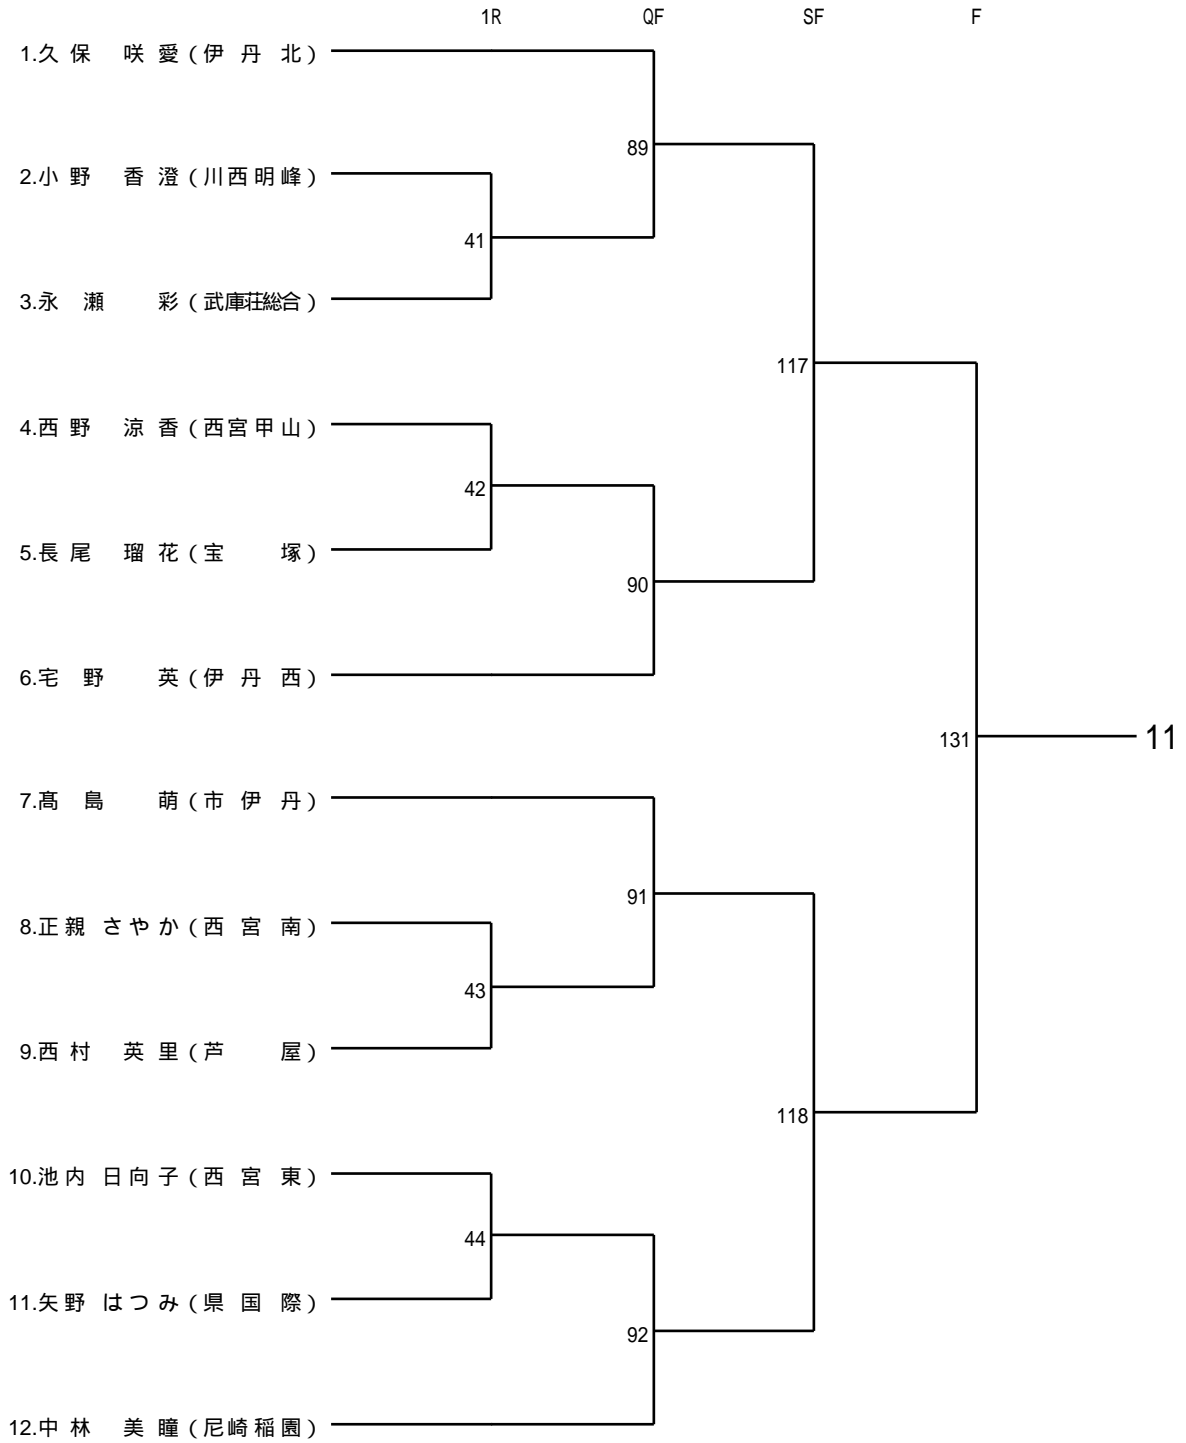 1R QF SF F
1.久保 咲愛(伊丹北)
89
2.小野 香澄(川西明峰)
41
3.永瀬 彩(武庫荘総合)
117
4.西野 涼香(西宮甲山)
42
5.長尾 瑠花(宝塚)
90
6.宅野 英(伊丹西)
131 11
7.髙島 萌(市伊丹)
91
8.正親 さやか(西宮南)
43
9.西村 英里(芦屋)
118
10.池内 日向子(西宮東)
44
11.矢野 はつみ(県国際)
92
12.中林 美瞳(尼崎稲園)